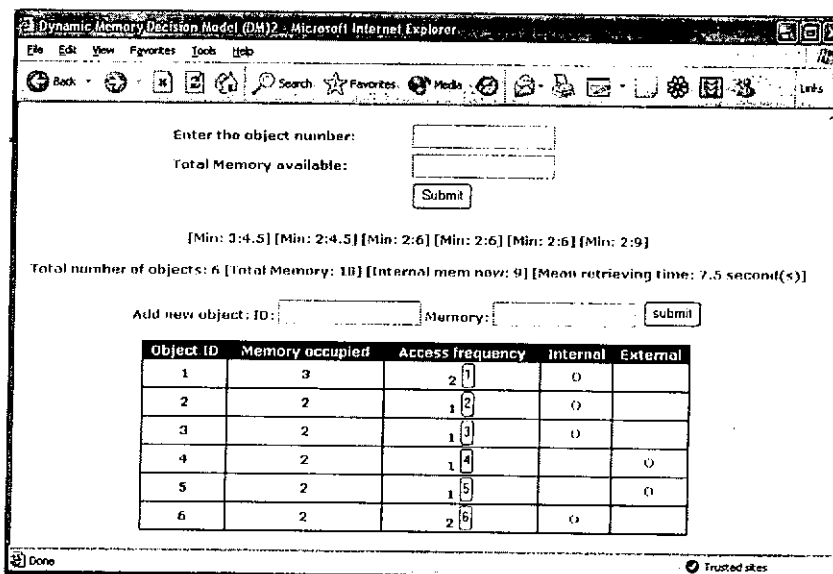 Dynamic Memory Decision Model (DM)2 - Microsoft Internet Explorer
File Edit View Favorites Tools Help
Back Search Favorites Media Links
Enter the object number:
Total Memory available:
Submit
[Min: 3:4.5] [Min: 2:4.5] [Min: 2:6] [Min: 2:6] [Min: 2:6] [Min: 2:9]
Total number of objects: 6 [Total Memory: 18] [Internal mem now: 9] [Mean retrieving time: 7.5 second(s)]
Add new object: ID: Memory: submit
Object ID Memory occupied Access frequency Internal External
1 3 2 1 O
2 2 1 2 O
3 2 1 3 O
4 2 1 4 O
5 2 1 5 O
6 2 2 6 O
Done Trusted sites